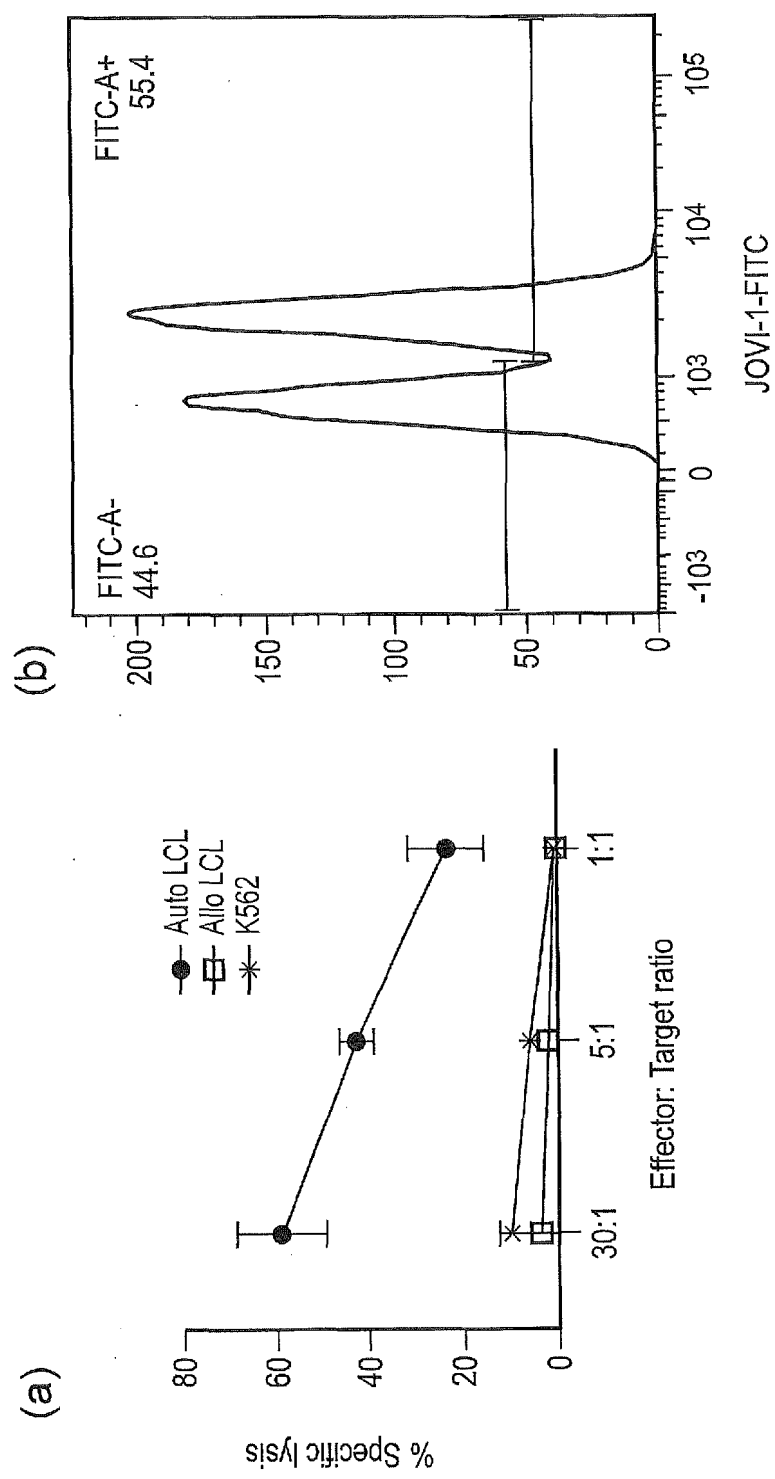 (a)
% Specific lysis
80
60
40
20
0
30:1
5:1
1:1
Effector: Target ratio
Auto LCL
Allo LCL
K562
(b)
200
150
100
50
0
FITC-A-
44.6
FITC-A+
55.4
-10³
0
10³
10⁴
10⁵
JOVI-1-FITC